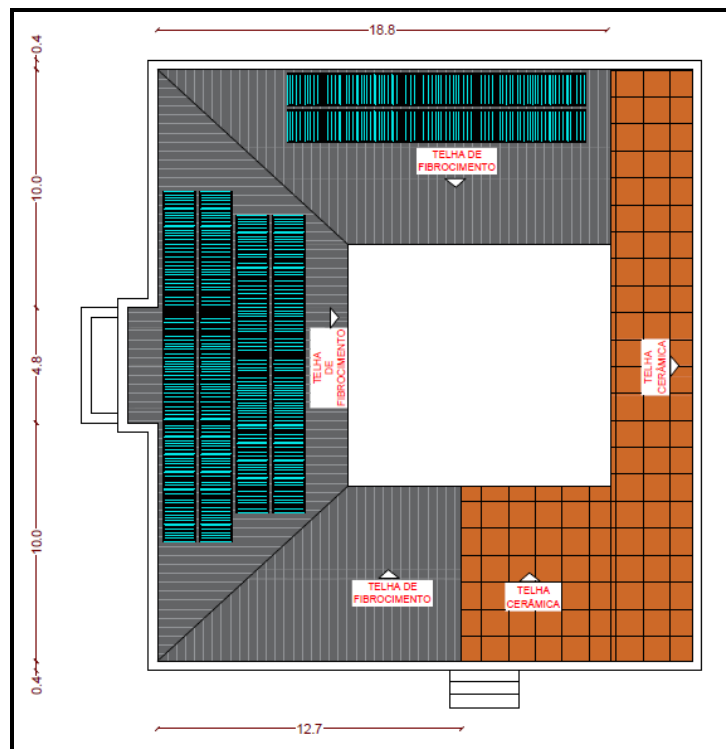 18.8
0.4
10.0
TELHA DE
FIBROCIMENTO
4.8
TELHA
DE
FIBROCIMENTO
TELHA
CERÂMICA
10.0
TELHA DE
FIBROCIMENTO
TELHA
CERÂMICA
0.4
12.7